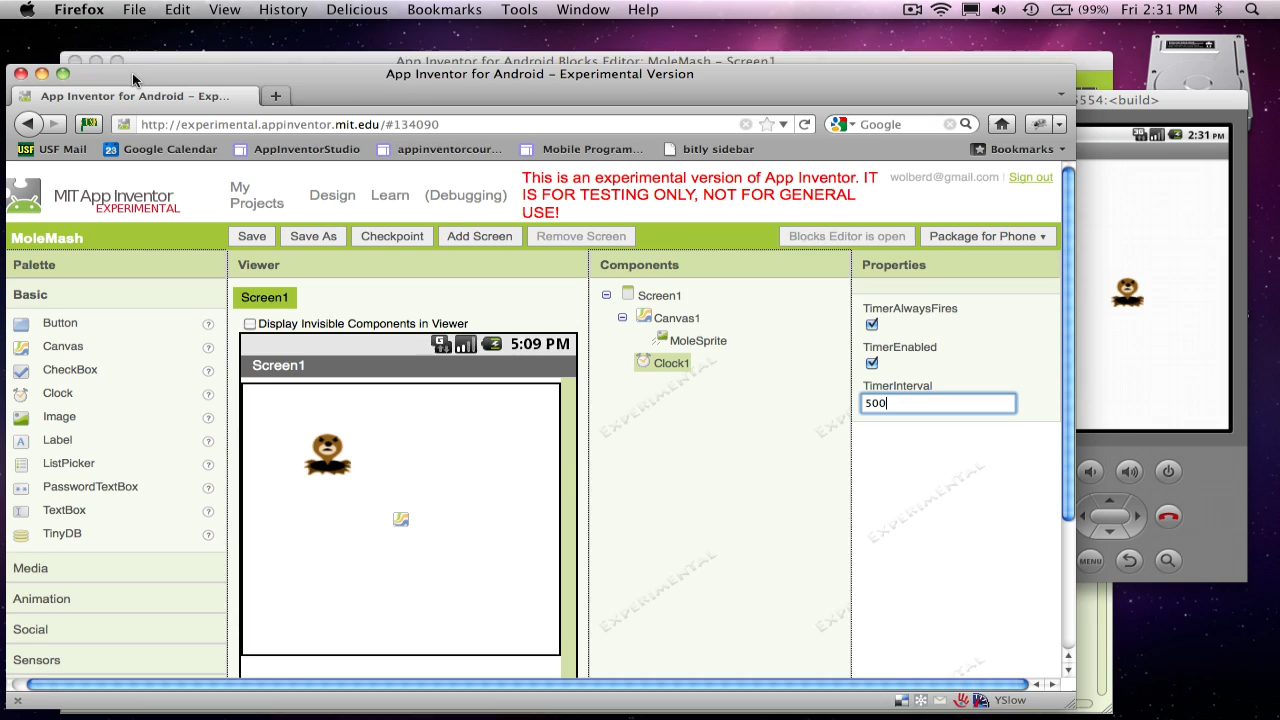 Firefox File Edit View History Delicious Bookmarks Tools Window Help (99%) Fri 2:31 PM
App Inventor for Android Blocks Editor: MoleMash – Screen1
App Inventor for Android – Experimental Version
5554:<build>
App Inventor for Android – Exp...
http://experimental.appinventor.mit.edu/#134090
Google
2:31 PM
USF Mail
23 Google Calendar
AppInventorStudio
appinventorcour...
Mobile Program...
bitly sidebar
Bookmarks
MIT App Inventor
EXPERIMENTAL
My Projects
Design
Learn
(Debugging)
This is an experimental version of App Inventor. IT
IS FOR TESTING ONLY, NOT FOR GENERAL
USE!
wolberd@gmail.com | Sign out
MoleMash
Save
Save As
Checkpoint
Add Screen
Remove Screen
Blocks Editor is open
Package for Phone
Palette
Basic
Button
Canvas
CheckBox
Clock
Image
Label
ListPicker
PasswordTextBox
TextBox
TinyDB
Media
Animation
Social
Sensors
Viewer
Screen1
Display Invisible Components in Viewer
5:09 PM
Screen1
Components
Screen1
Canvas1
MoleSprite
Clock1
EXPERIMENTAL
EXPERIMENTAL
Properties
TimerAlwaysFires
TimerEnabled
TimerInterval
500
EXPERIMENTAL
MENU
YSlow